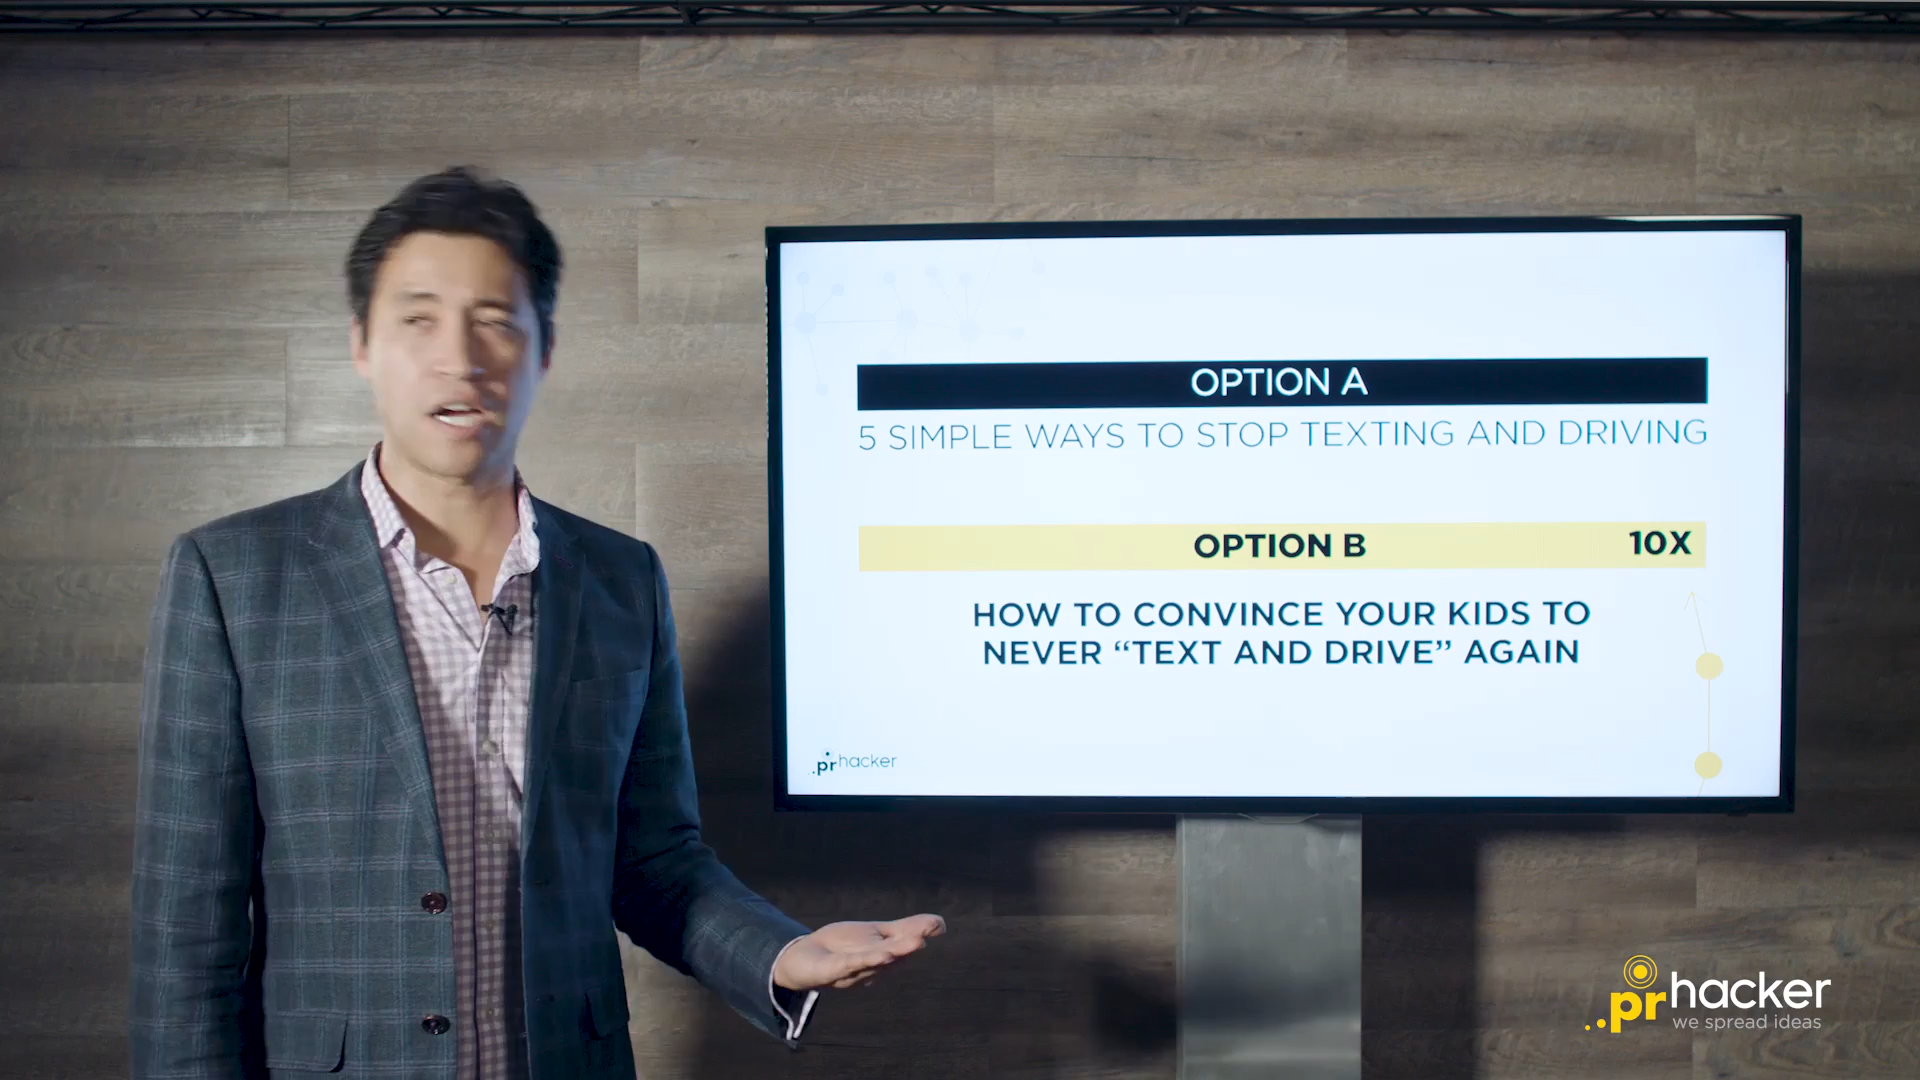 OPTION A
5 SIMPLE WAYS TO STOP TEXTING AND DRIVING
OPTION B 10X
HOW TO CONVINCE YOUR KIDS TO
NEVER “TEXT AND DRIVE” AGAIN
..prhacker
..prhacker
we spread ideas